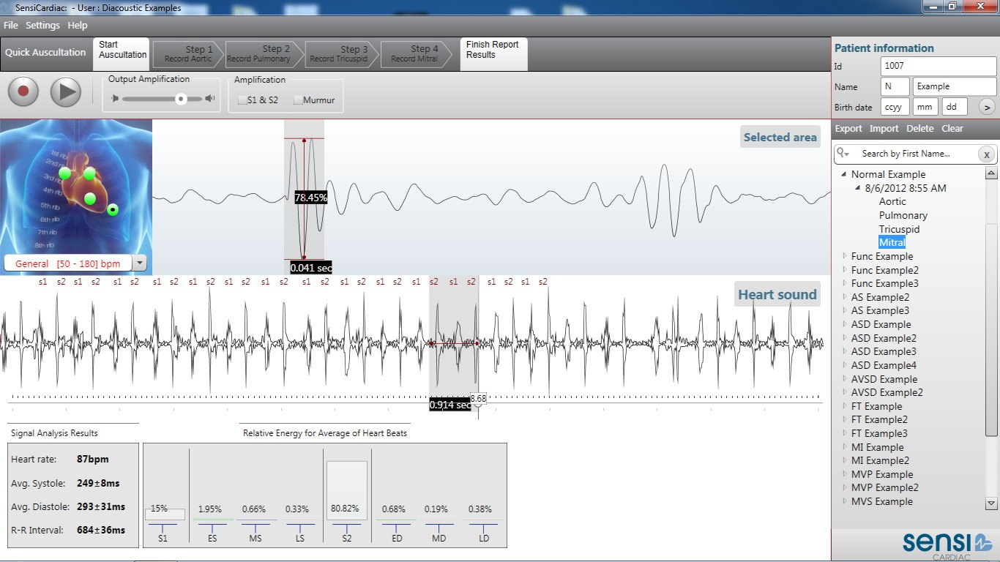 SensiCardiac: - User : Diacoustic Examples
File Settings Help
Quick Auscultation
Start Auscultation
Step 1 Record Aortic
Step 2 Record Pulmonary
Step 3 Record Tricuspid
Step 4 Record Mitral
Finish Report Results
Patient information
Id 1007
Name N Example
Birth date ccyy mm dd >
Output Amplification
Amplification
S1 & S2 Murmur
Export Import Delete Clear
Search by First Name... x
1st rib
2nd rib
3rd rib
4th rib
5th rib
6th rib
7th rib
8th rib
General [50 - 180] bpm
Selected area
78.45%
0.041 sec
s1 s2 s1 s2 s1 s2 s1 s2 s1 s2 s1 s2 s1 s2 s1 s2 s1 s2 s1 s2 s1 s2 s1 s2 s1 s2 s1 s2
Heart sound
0.914 sec
8.68
Normal Example
8/6/2012 8:55 AM
Aortic
Pulmonary
Tricuspid
Mitral
Func Example
Func Example2
Func Example3
AS Example2
AS Example3
ASD Example
ASD Example2
ASD Example3
ASD Example4
AVSD Example
AVSD Example2
FT Example
FT Example2
FT Example3
MI Example
MI Example2
MVP Example
MVP Example2
MVS Example
Signal Analysis Results
Heart rate: 87bpm
Avg. Systole: 249±8ms
Avg. Diastole: 293±31ms
R-R Interval: 684±36ms
Relative Energy for Average of Heart Beats
15% 1.95% 0.66% 0.33% 80.82% 0.68% 0.19% 0.38%
S1 ES MS LS S2 ED MD LD
sensi
CARDIAC